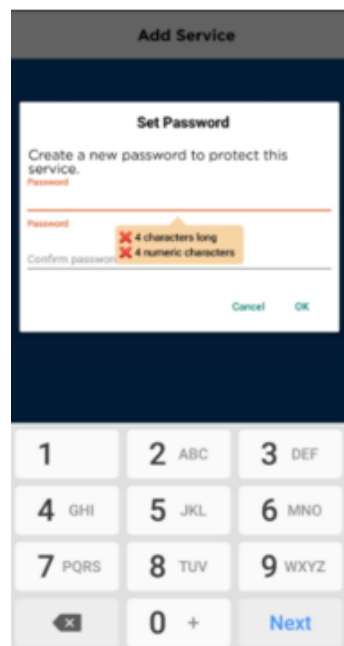 Add Service
Set Password
Create a new password to protect this
service.
Password
Password
4 characters long
4 numeric characters
Confirm passwor
Cancel OK
1 2 ABC 3 DEF
4 GHI 5 JKL 6 MNO
7 PQRS 8 TUV 9 WXYZ
0 + Next